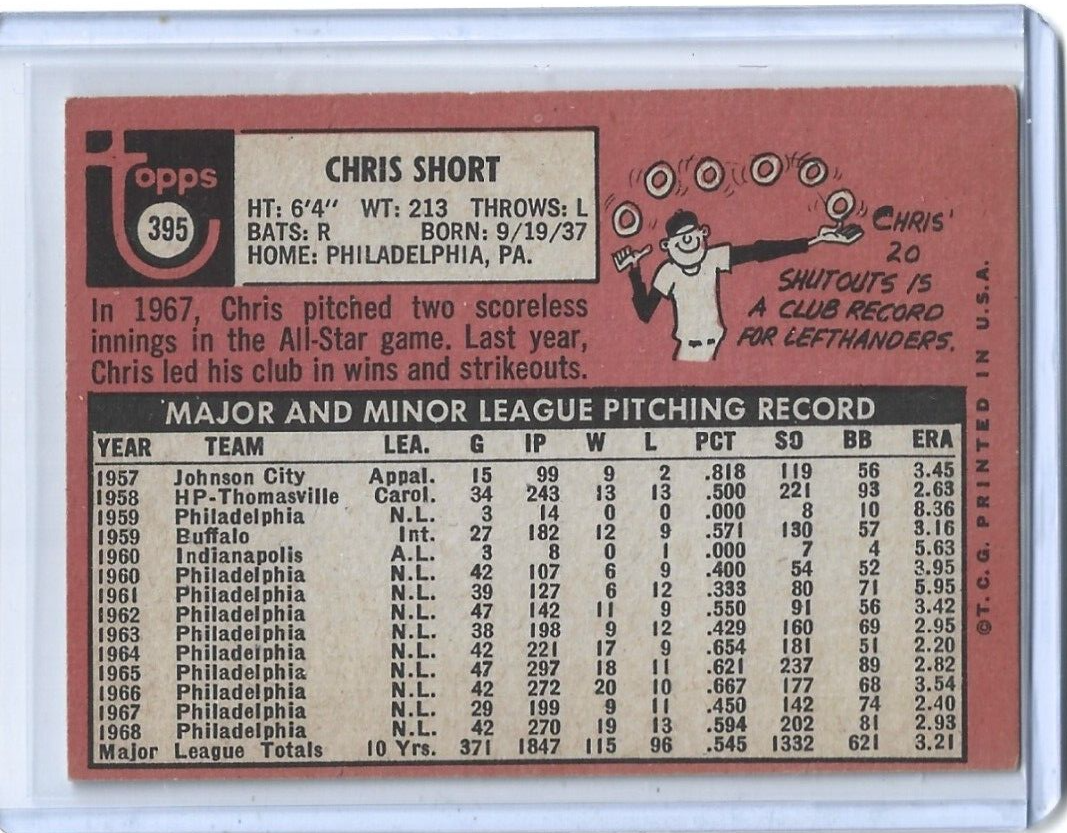 topps
395
CHRIS SHORT
HT: 6'4" WT: 213 THROWS: L
BATS: R BORN: 9/19/37
HOME: PHILADELPHIA, PA.
CHRIS'
20
SHUTOUTS IS
A CLUB RECORD
FOR LEFTHANDERS.
In 1967, Chris pitched two scoreless
innings in the All-Star game. Last year,
Chris led his club in wins and strikeouts.
MAJOR AND MINOR LEAGUE PITCHING RECORD
YEAR TEAM LEA. G IP W L PCT SO BB ERA
1957 Johnson City Appal. 15 99 9 2 .818 119 56 3.45
1958 HP-Thomasville Carol. 34 243 13 13 .500 221 93 2.63
1959 Philadelphia N.L. 3 14 0 0 .000 8 10 8.36
1959 Buffalo Int. 27 182 12 9 .571 130 57 3.16
1960 Indianapolis A.L. 3 8 0 1 .000 7 4 5.63
1960 Philadelphia N.L. 42 107 6 9 .400 54 52 3.95
1961 Philadelphia N.L. 39 127 6 12 .333 80 71 5.95
1962 Philadelphia N.L. 47 142 11 9 .550 91 56 3.42
1963 Philadelphia N.L. 38 198 9 12 .429 160 69 2.95
1964 Philadelphia N.L. 42 221 17 9 .654 181 51 2.20
1965 Philadelphia N.L. 47 297 18 11 .621 237 89 2.82
1966 Philadelphia N.L. 42 272 20 10 .667 177 68 3.54
1967 Philadelphia N.L. 29 199 9 11 .450 142 74 2.40
1968 Philadelphia N.L. 42 270 19 13 .594 202 81 2.93
Major League Totals 10 Yrs. 371 1847 115 96 .545 1332 621 3.21
©T.C.G. PRINTED IN U.S.A.